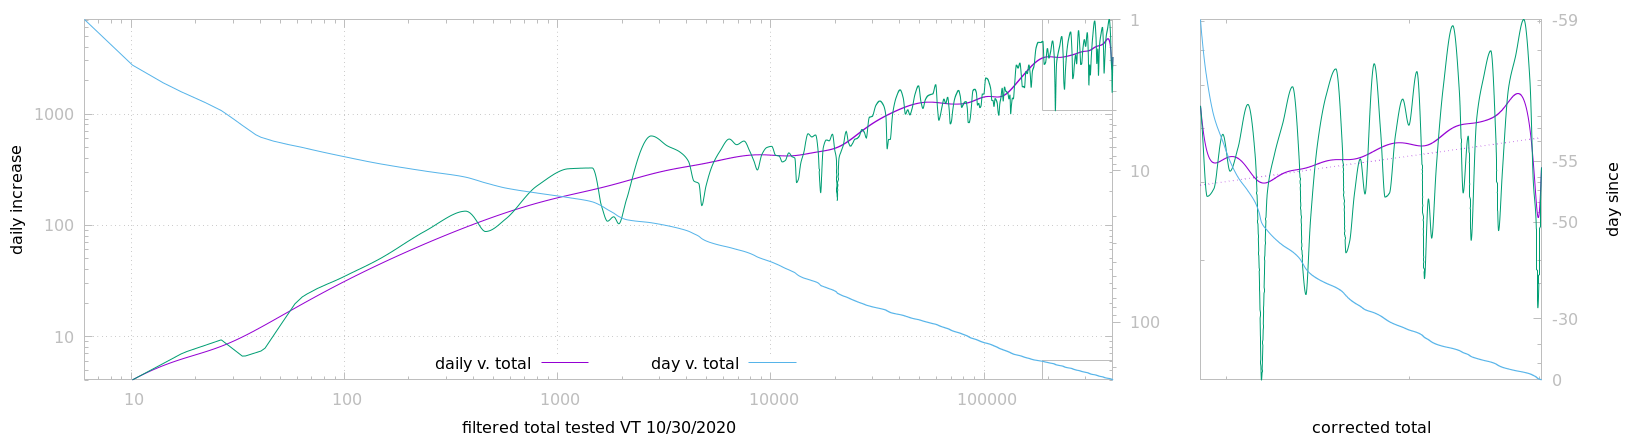 1
-59
1000
daily increase
100
10
10
-55
-50
day since
100
-30
daily v. total
day v. total
0
10
100
1000
10000
100000
filtered total tested VT 10/30/2020
corrected total